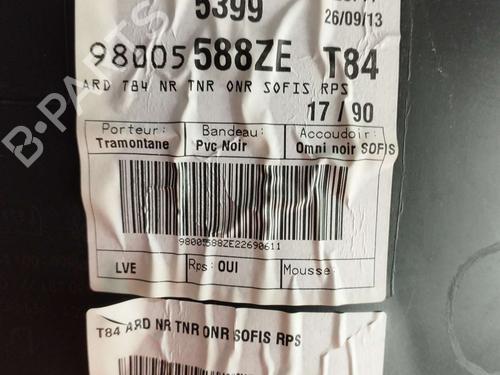 5399
26/09/13
98005588ZE T84
ARD T84 NR TNR ONR SOFIS RPS
17/90
Porteur: Bandeau: Accoudoir:
Tramontane Pvc Noir Omni noir SOFIS
98005588ZE22690611
LVE Rps: OUI Mousse:
T84 ARD NR TNR ONR SOFIS RPS
B-PARTS